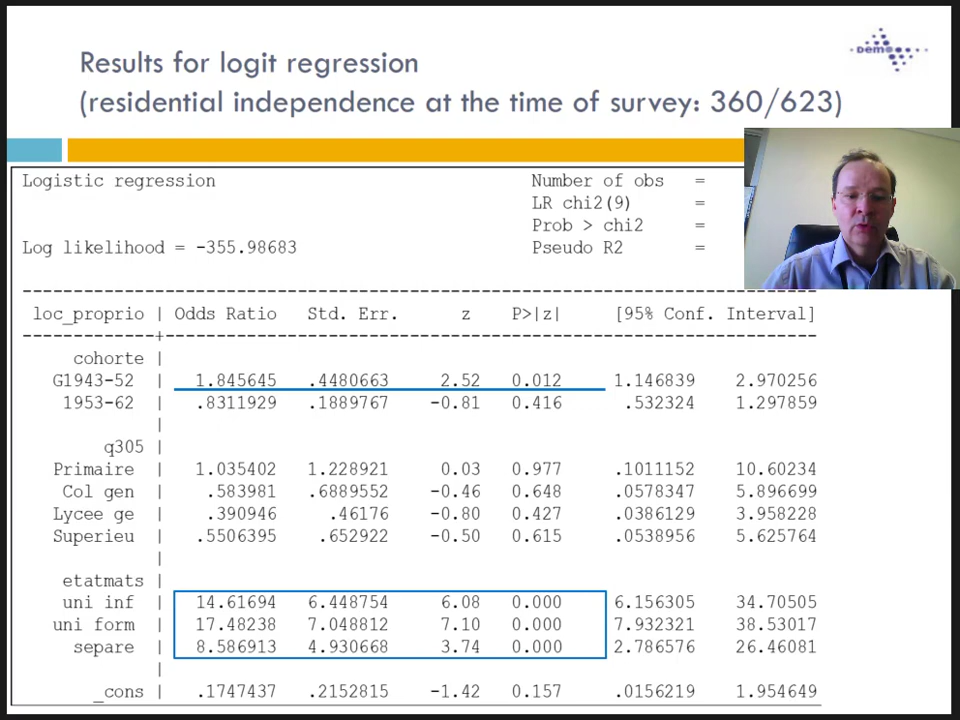 Results for logit regression
(residential independence at the time of survey: 360/623)
DEMO
Logistic regression Number of obs =
LR chi2(9) =
Prob > chi2 =
Log likelihood = -355.98683 Pseudo R2 =
loc_proprio | Odds Ratio Std. Err. z P>|z| [95% Conf. Interval]
cohorte |
G1943-52 | 1.845645 .4480663 2.52 0.012 1.146839 2.970256
1953-62 | .8311929 .1889767 -0.81 0.416 .532324 1.297859
|
q305 |
Primaire | 1.035402 1.228921 0.03 0.977 .1011152 10.60234
Col gen | .583981 .6889552 -0.46 0.648 .0578347 5.896699
Lycee ge | .390946 .46176 -0.80 0.427 .0386129 3.958228
Superieu | .5506395 .652922 -0.50 0.615 .0538956 5.625764
|
etatmats |
uni inf | 14.61694 6.448754 6.08 0.000 6.156305 34.70505
uni form | 17.48238 7.048812 7.10 0.000 7.932321 38.53017
separe | 8.586913 4.930668 3.74 0.000 2.786576 26.46081
|
_cons | .1747437 .2152815 -1.42 0.157 .0156219 1.954649